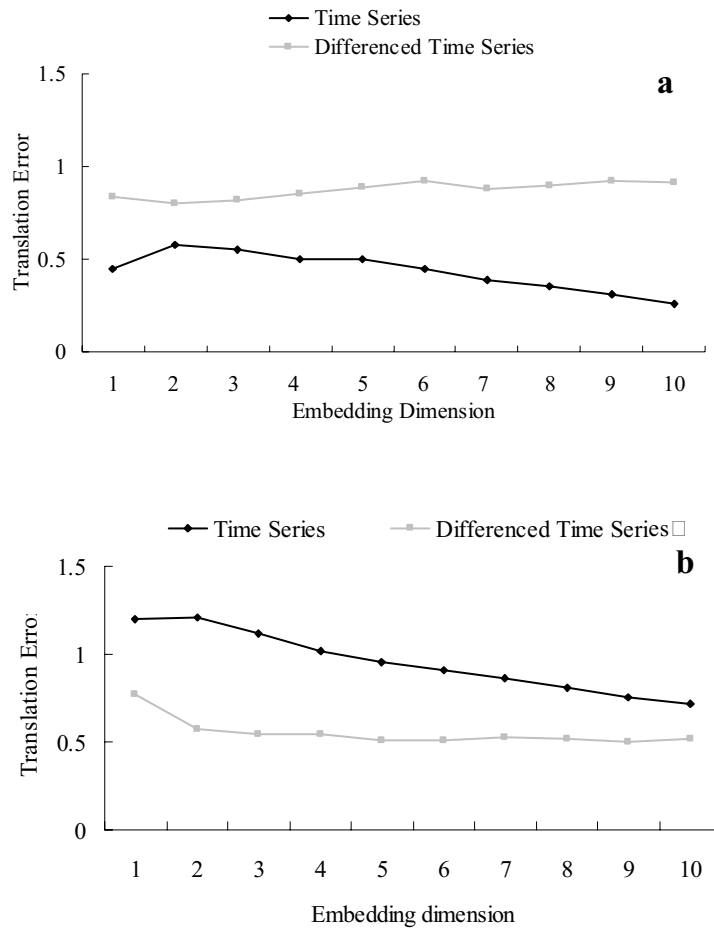 Time Series
Differenced Time Series
a
1.5
1
0.5
0
Translation Error
1 2 3 4 5 6 7 8 9 10
Embedding Dimension
Time Series Differenced Time Series□
b
1.5
1
0.5
0
Translation Erro
1 2 3 4 5 6 7 8 9 10
Embedding dimension